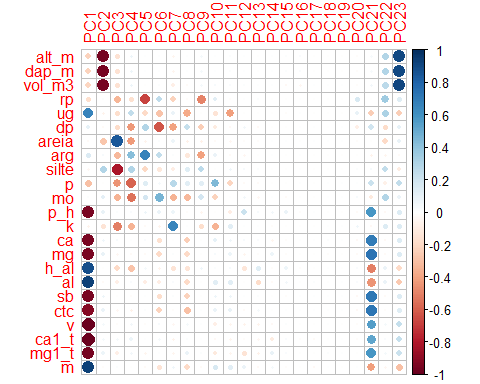 PC1 PC2 PC3 PC4 PC5 PC6 PC7 PC8 PC9 PC10 PC11 PC12 PC13 PC14 PC15 PC16 PC17 PC18 PC19 PC20 PC21 PC22 PC23
alt_m
dap_m
vol_m3
rp
ug
dp
areia
arg
silte
p
mo
p_h
k
ca
mg
h_al
al
sb
ctc
v
ca1_t
mg1_t
m
1
0.8
0.6
0.4
0.2
0
-0.2
-0.4
-0.6
-0.8
-1